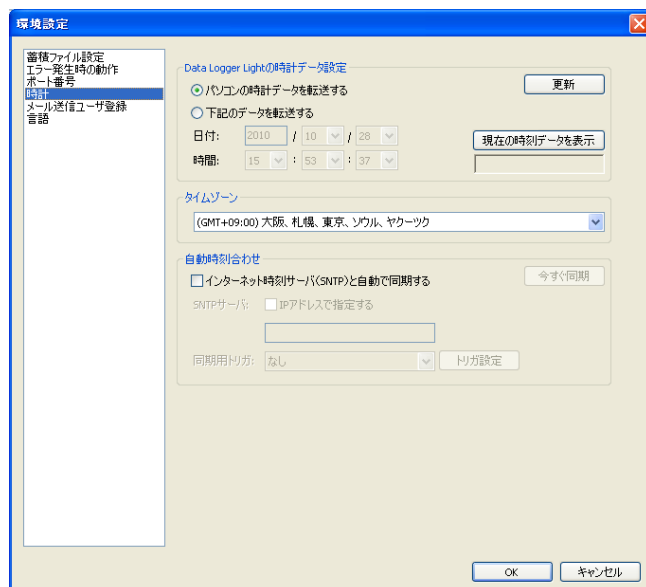 環境設定
蓄積ファイル設定
エラー発生時の動作
ポート番号
時計
メール送信ユーザ登録
言語
Data Logger Lightの時計データ設定
パソコンの時計データを転送する
更新
下記のデータを転送する
日付: 2010 / 10 / 28
現在の時刻データを表示
時間: 15 : 53 : 37
タイムゾーン
(GMT+09:00) 大阪、札幌、東京、ソウル、ヤクーツク
自動時刻合わせ
インターネット時刻サーバ(SNTP)と自動で同期する
今すぐ同期
SNTPサーバ: IPアドレスで指定する
同期用トリガ: なし トリガ設定
OK キャンセル